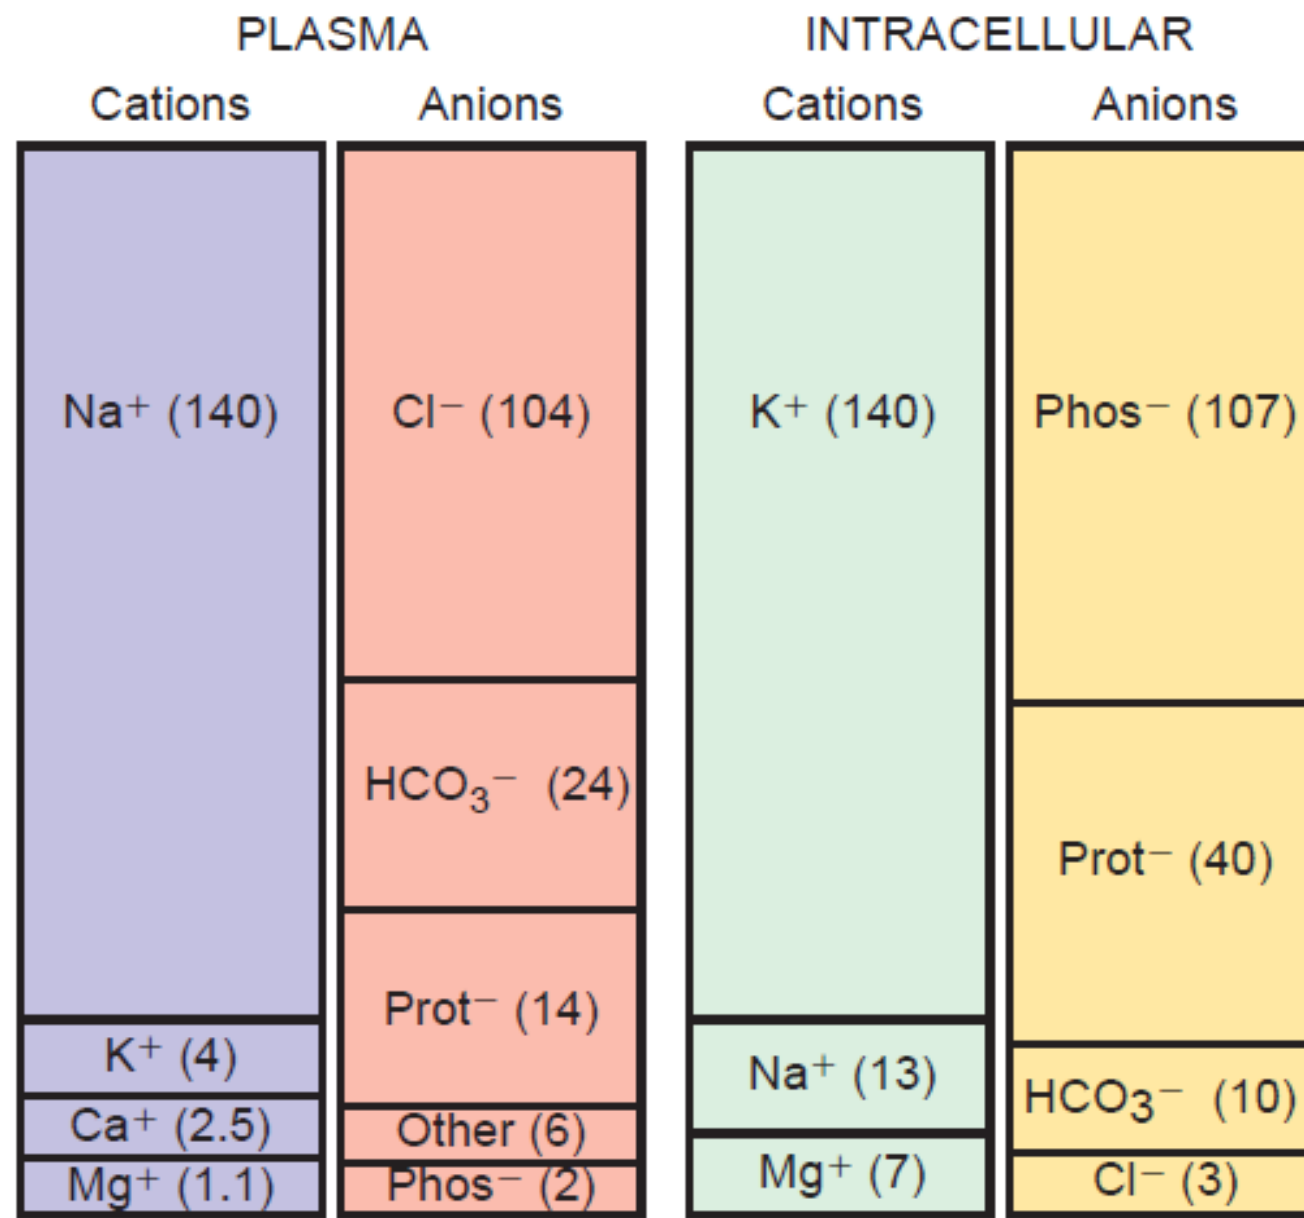 PLASMA
INTRACELLULAR
Cations
Anions
Cations
Anions
Na⁺ (140)
K⁺ (4)
Ca⁺ (2.5)
Mg⁺ (1.1)
Cl⁻ (104)
HCO₃⁻ (24)
Prot⁻ (14)
Other (6)
Phos⁻ (2)
K⁺ (140)
Na⁺ (13)
Mg⁺ (7)
Phos⁻ (107)
Prot⁻ (40)
HCO₃⁻ (10)
Cl⁻ (3)